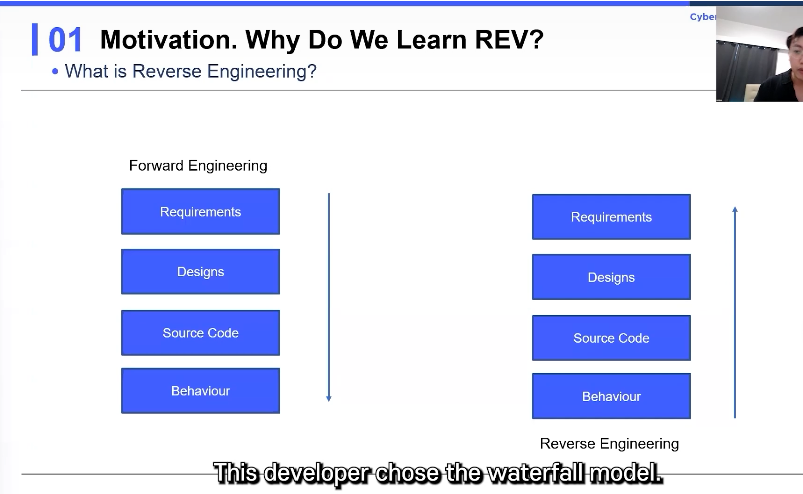 Cyber
01 Motivation. Why Do We Learn REV?
• What is Reverse Engineering?
Forward Engineering
Requirements
Designs
Source Code
Behaviour
Requirements
Designs
Source Code
Behaviour
Reverse Engineering
This developer chose the waterfall model.